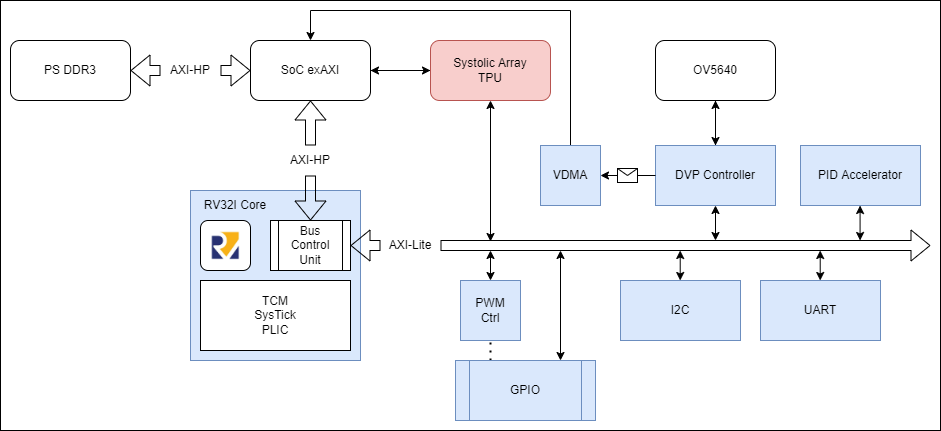 PS DDR3
AXI-HP
SoC exAXI
Systolic Array
TPU
OV5640
AXI-HP
VDMA
DVP Controller
PID Accelerator
RV32I Core
Bus
Control
Unit
AXI-Lite
TCM
SysTick
PLIC
PWM
Ctrl
I2C
UART
GPIO